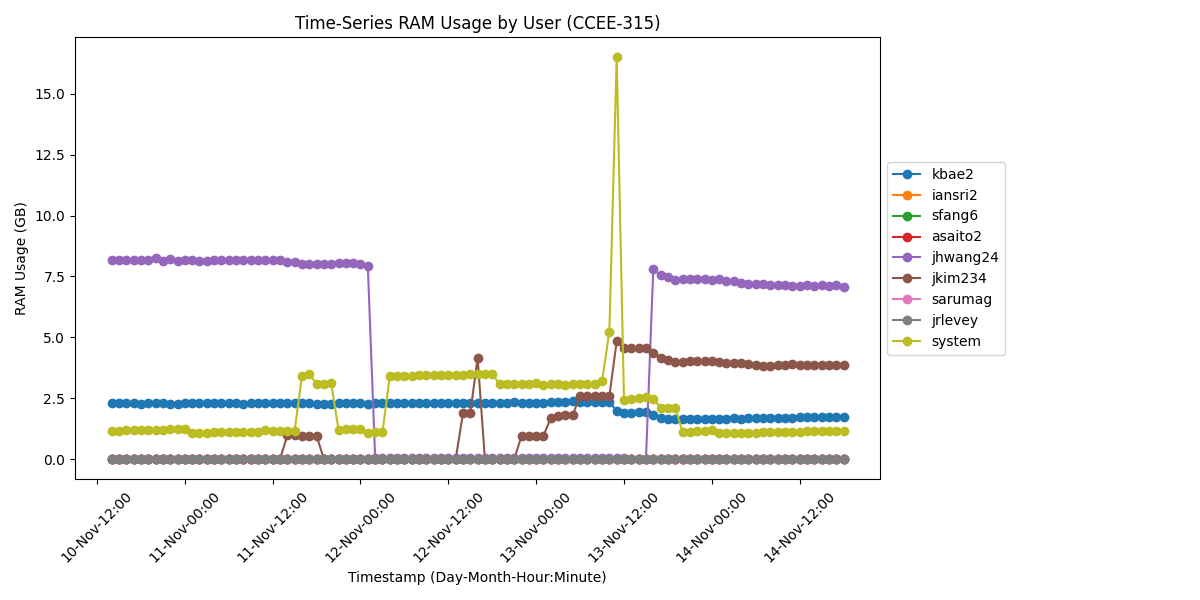 Time-Series RAM Usage by User (CCEE-315)
RAM Usage (GB)
15.0
12.5
10.0
7.5
5.0
2.5
0.0
10-Nov-12:00
11-Nov-00:00
11-Nov-12:00
12-Nov-00:00
12-Nov-12:00
13-Nov-00:00
13-Nov-12:00
14-Nov-00:00
14-Nov-12:00
Timestamp (Day-Month-Hour:Minute)
kbae2
iansri2
sfang6
asaito2
jhwang24
jkim234
sarumag
jrlevey
system